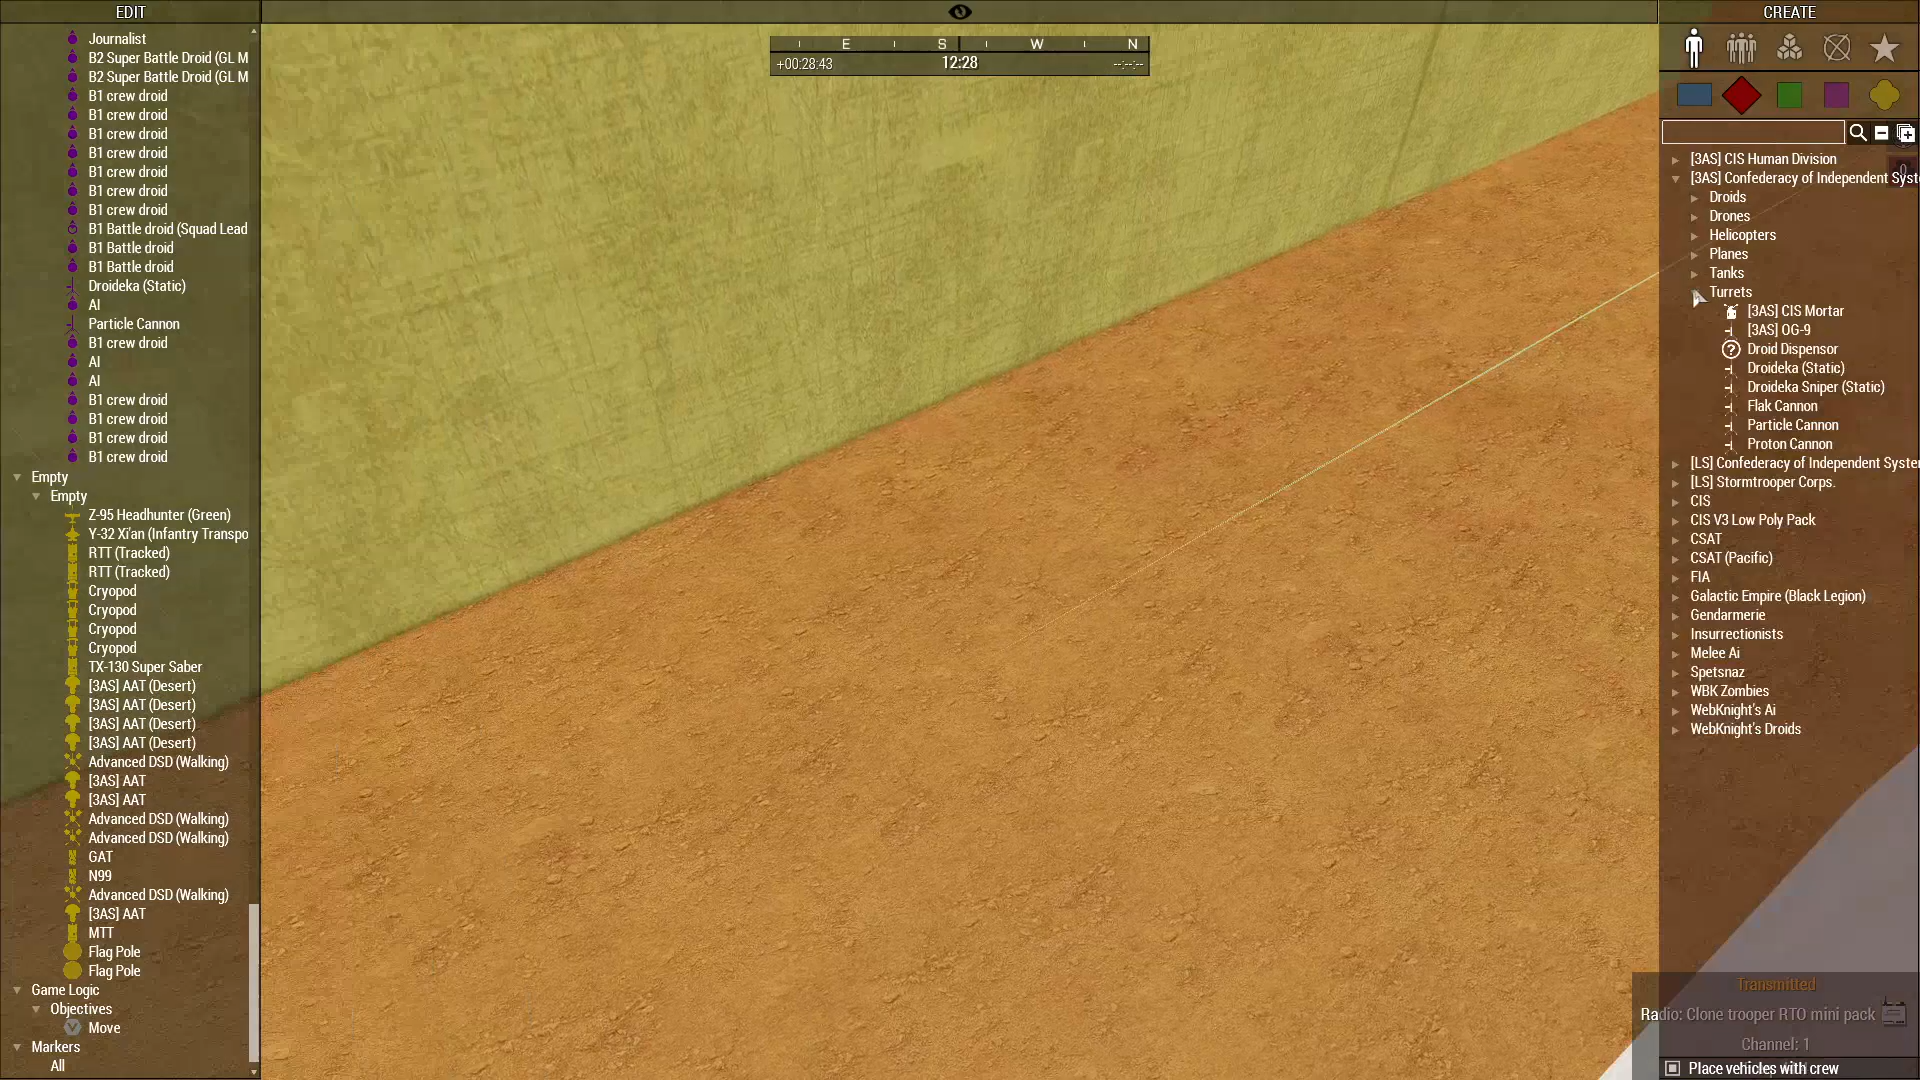 EDIT
Journalist
B2 Super Battle Droid (GL M
B2 Super Battle Droid (GL M
B1 crew droid
B1 crew droid
B1 crew droid
B1 crew droid
B1 crew droid
B1 crew droid
B1 crew droid
B1 Battle droid (Squad Lead
B1 Battle droid
B1 Battle droid
Droideka (Static)
AI
Particle Cannon
B1 crew droid
AI
AI
B1 crew droid
B1 crew droid
B1 crew droid
B1 crew droid
Empty
Empty
Z-95 Headhunter (Green)
Y-32 Xi'an (Infantry Transpo
RTT (Tracked)
RTT (Tracked)
Cryopod
Cryopod
Cryopod
Cryopod
TX-130 Super Saber
[3AS] AAT (Desert)
[3AS] AAT (Desert)
[3AS] AAT (Desert)
[3AS] AAT (Desert)
Advanced DSD (Walking)
[3AS] AAT
[3AS] AAT
Advanced DSD (Walking)
Advanced DSD (Walking)
GAT
N99
Advanced DSD (Walking)
[3AS] AAT
MTT
Flag Pole
Flag Pole
Game Logic
Objectives
Move
Markers
All
E S W N
+00:28:43 12:28 --:--:--
CREATE
[3AS] CIS Human Division
[3AS] Confederacy of Independent Syst
Droids
Drones
Helicopters
Planes
Tanks
Turrets
[3AS] CIS Mortar
[3AS] OG-9
Droid Dispensor
Droideka (Static)
Droideka Sniper (Static)
Flak Cannon
Particle Cannon
Proton Cannon
[LS] Confederacy of Independent System
[LS] Stormtrooper Corps.
CIS
CIS V3 Low Poly Pack
CSAT
CSAT (Pacific)
FIA
Galactic Empire (Black Legion)
Gendarmerie
Insurrectionists
Melee Ai
Spetsnaz
WBK Zombies
WebKnight's Ai
WebKnight's Droids
Transmitted
Radio: Clone trooper RTO mini pack
Channel: 1
Place vehicles with crew